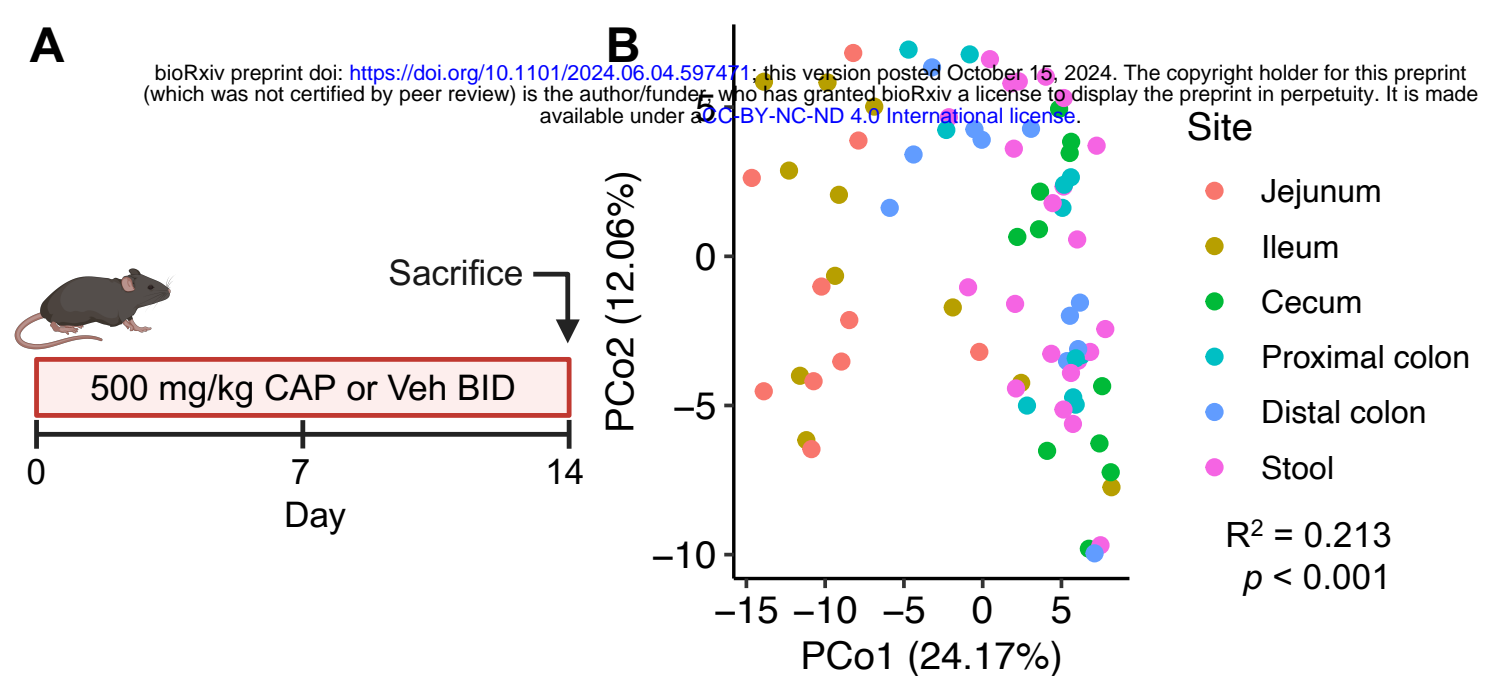 A
B
bioRxiv preprint doi: https://doi.org/10.1101/2024.06.04.597471; this version posted October 15, 2024. The copyright holder for this preprint
(which was not certified by peer review) is the author/funder, who has granted bioRxiv a license to display the preprint in perpetuity. It is made
available under aCC-BY-NC-ND 4.0 International license.
Sacrifice
500 mg/kg CAP or Veh BID
0
7
14
Day
PCo2 (12.06%)
5
0
−5
−10
−15 −10 −5 0 5
PCo1 (24.17%)
Site
Jejunum
Ileum
Cecum
Proximal colon
Distal colon
Stool
R² = 0.213
p < 0.001